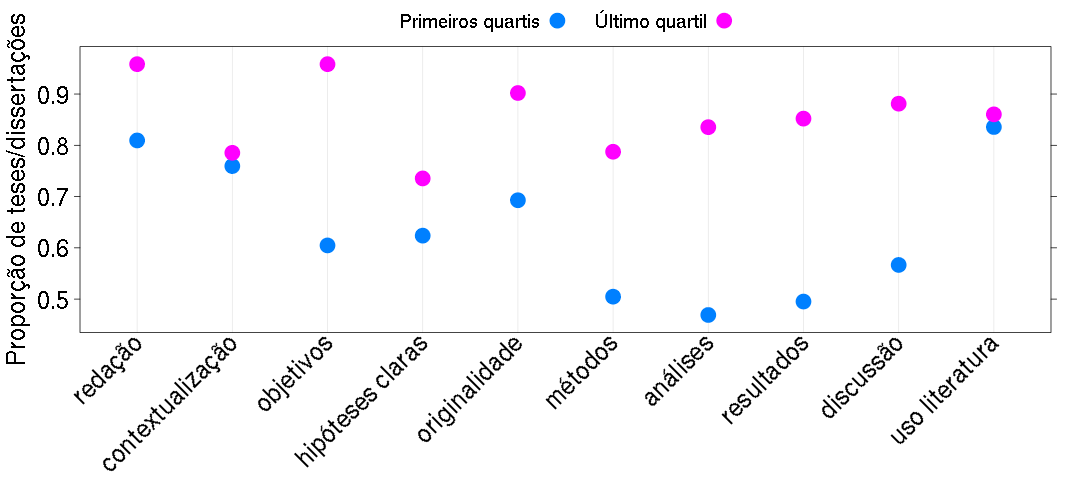 Primeiros quartis Último quartil
Proporção de teses/dissertações
0.9
0.8
0.7
0.6
0.5
redação
contextualização
objetivos
hipóteses claras
originalidade
métodos
análises
resultados
discussão
uso literatura